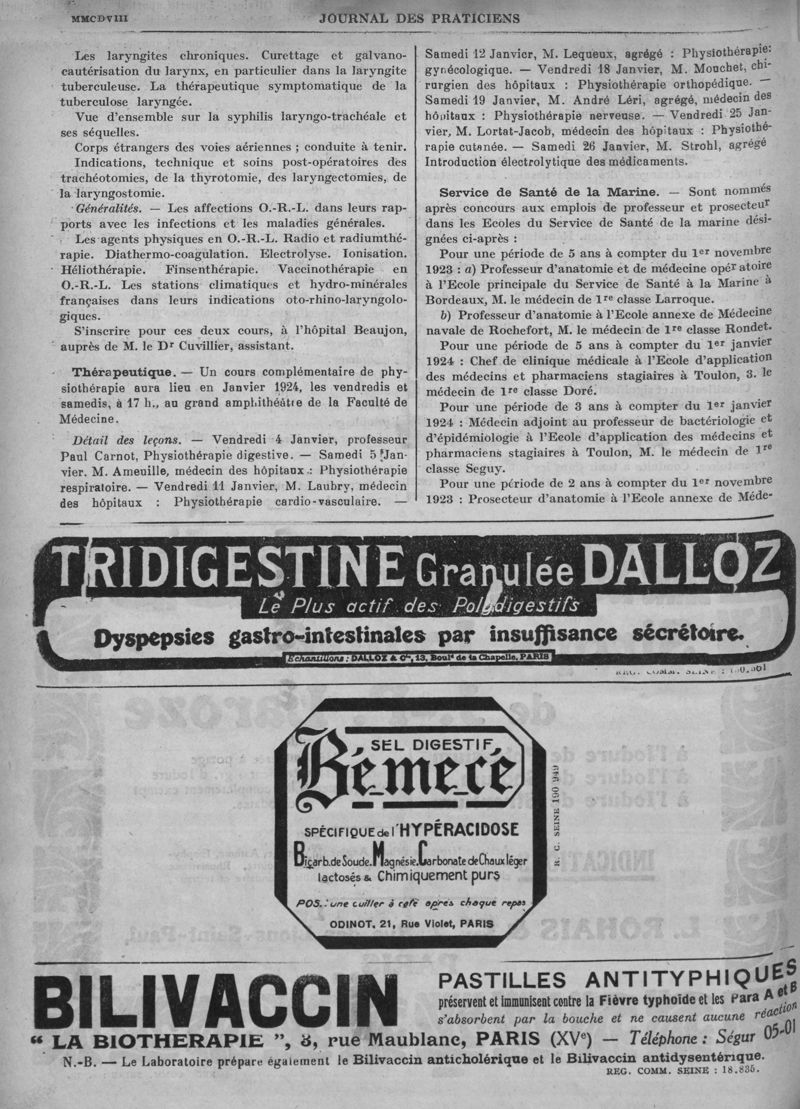 MMCDVIII
JOURNAL DES PRATICIENS
Les laryngites chroniques. Curettage et galvano-
cautérisation du larynx, en particulier dans la laryngite
tuberculeuse. La thérapeutique symptomatique de la
tuberculose laryngée.
Vue d'ensemble sur la syphilis laryngo-trachéale et
ses séquelles.
Corps étrangers des voies aériennes ; conduite à tenir.
Indications, technique et soins post-opératoires des
trachéotomies, de la thyrotomie, des laryngectomies, de
la laryngostomie.
Généralités. — Les affections O.-R.-L. dans leurs rap-
ports avec les infections et les maladies générales.
Les agents physiques en O.-R.-L. Radio et radiumthé-
rapie. Diathermo-coagulation. Electrolyse. Ionisation.
Héliothérapie. Finsenthérapie. Vaccinothérapie en
O.-R.-L. Les stations climatiques et hydro-minérales
françaises dans leurs indications oto-rhino-laryngolo-
giques.
S'inscrire pour ces deux cours, à l'hôpital Beaujon,
auprès de M. le Dr Cuvillier, assistant.
Thérapeutique. — Un cours complémentaire de phy-
siothérapie aura lieu en Janvier 1924, les vendredis et
samedis, à 17 h., au grand amphithéâtre de la Faculté de
Médecine.
Détail des leçons. — Vendredi 4 Janvier, professeur
Paul Carnot, Physiothérapie digestive. — Samedi 5 Jan-
vier. M. Ameuille, médecin des hôpitaux : Physiothérapie
respiratoire. — Vendredi 11 Janvier, M. Laubry, médecin
des hôpitaux : Physiothérapie cardio-vasculaire. —
Samedi 12 Janvier, M. Lequeux, agrégé : Physiothérapie
gynécologique. — Vendredi 18 Janvier, M. Mouchet, chi-
rurgien des hôpitaux : Physiothérapie orthopédique. —
Samedi 19 Janvier, M. André Léri, agrégé, médecin des
hôpitaux : Physiothérapie nerveuse. — Vendredi 25 Jan-
vier, M. Lortat-Jacob, médecin des hôpitaux : Physiothé-
rapie cutanée. — Samedi 26 Janvier, M. Strohl, agrégé
Introduction électrolytique des médicaments.
Service de Santé de la Marine. — Sont nommés
après concours aux emplois de professeur et prosecteur
dans les Ecoles du Service de Santé de la marine dési-
gnées ci-après :
Pour une période de 5 ans à compter du 1er novembre
1923 : a) Professeur d'anatomie et de médecine opératoire
à l'Ecole principale du Service de Santé à la Marine à
Bordeaux, M. le médecin de 1re classe Larroque.
b) Professeur d'anatomie à l'Ecole annexe de Médecine
navale de Rochefort, M. le médecin de 1re classe Rondet.
Pour une période de 5 ans à compter du 1er janvier
1924 : Chef de clinique médicale à l'Ecole d'application
des médecins et pharmaciens stagiaires à Toulon, 3. le
médecin de 1re classe Doré.
Pour une période de 3 ans à compter du 1er janvier
1924 : Médecin adjoint au professeur de bactériologie et
d'épidémiologie à l'Ecole d'application des médecins et
pharmaciens stagiaires à Toulon, M. le médecin de 1re
classe Seguy.
Pour une période de 2 ans à compter du 1er novembre
1923 : Prosecteur d'anatomie à l'Ecole annexe de Méde-
TRIDIGESTINE Granulée DALLOZ
Le Plus actif des Polydigestifs
Dyspepsies gastro-intestinales par insuffisance sécrétoire.
Echantillons : DALLOZ & Cie, 13, Boulᵈ de la Chapelle, PARIS
REG. COMM. SEINE :
SEL DIGESTIF
Bémecé
SPÉCIFIQUE de l'HYPÉRACIDOSE
Bicarb. de Soude. Magnésie. Carbonate de Chaux léger
lactosés & Chimiquement purs
POS. : une cuiller à café après chaque repas
ODINOT, 21, Rue Violet, PARIS
R. C. SEINE 190 949
BILIVACCIN
PASTILLES ANTITYPHIQUES
préservent et immunisent contre la Fièvre typhoïde et les Para A et B
s'absorbent par la bouche et ne causent aucune réaction
“ LA BIOTHERAPIE ”, 8, rue Maublanc, PARIS (XVe) — Téléphone : Ségur 05-01
N.-B. — Le Laboratoire prépare également le Bilivaccin anticholérique et le Bilivaccin antidysentérique.
REG. COMM. SEINE : 18.835.